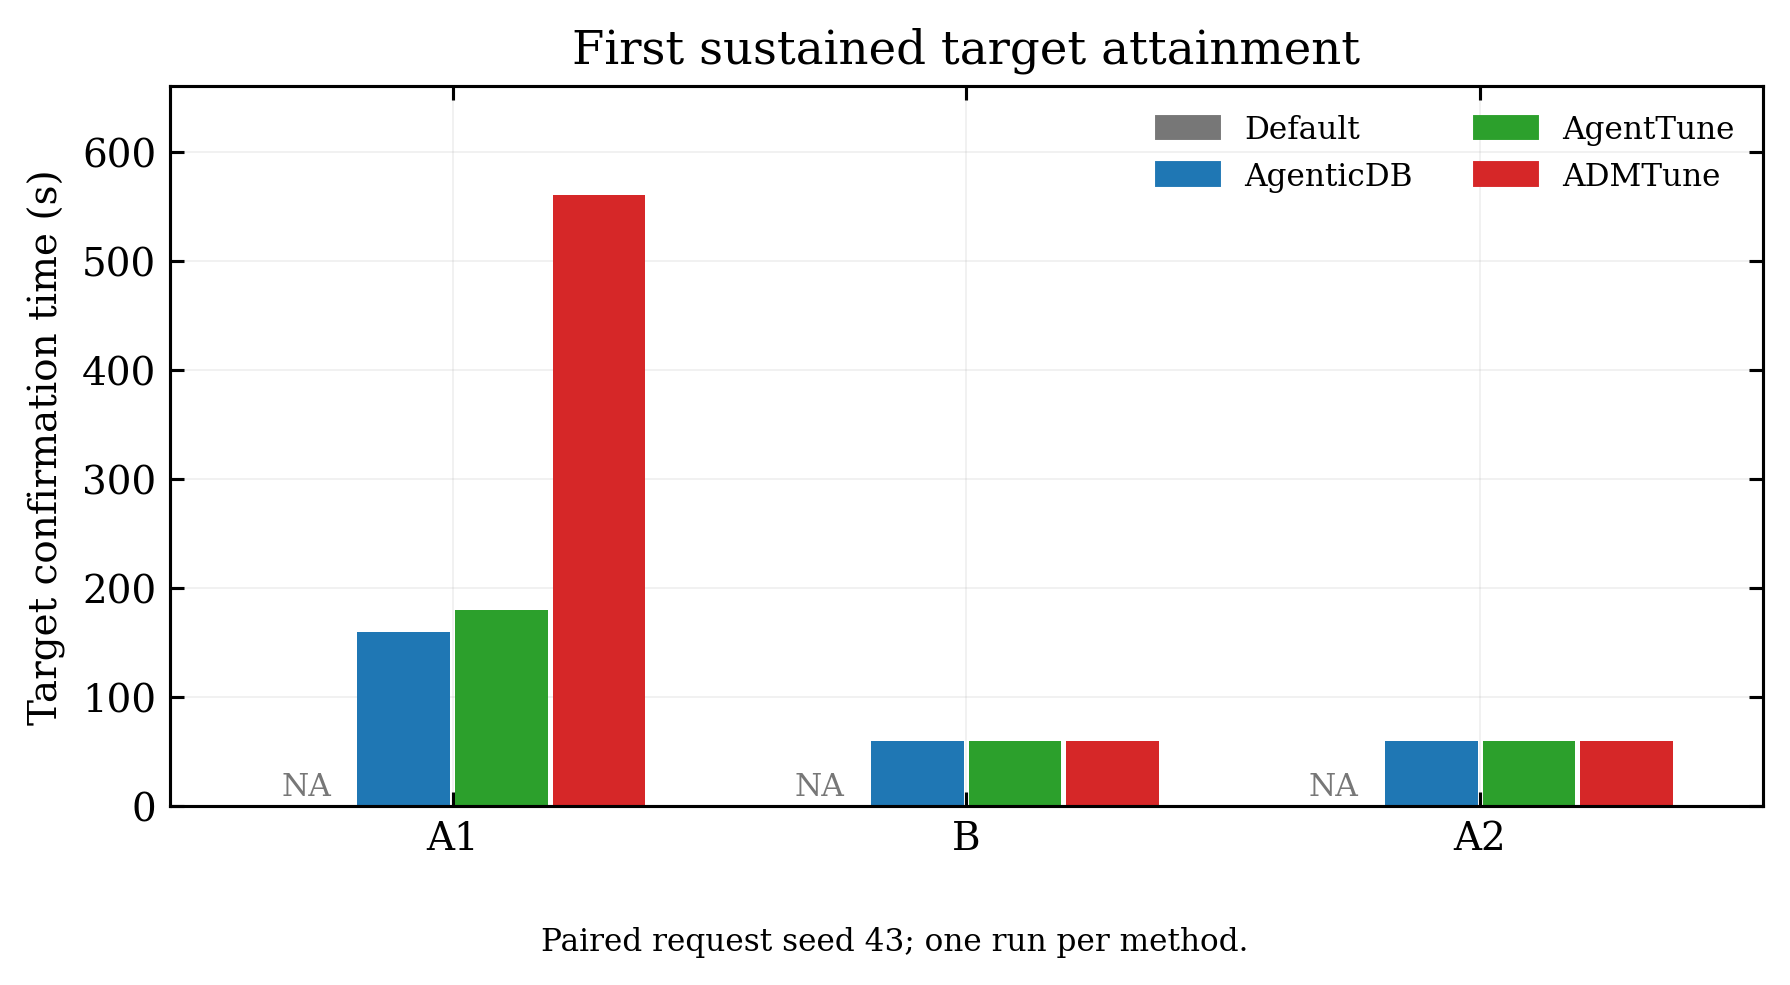 First sustained target attainment
Target confirmation time (s)
600
500
400
300
200
100
0
Default
AgenticDB
AgentTune
ADMTune
NA
NA
NA
A1
B
A2
Paired request seed 43; one run per method.